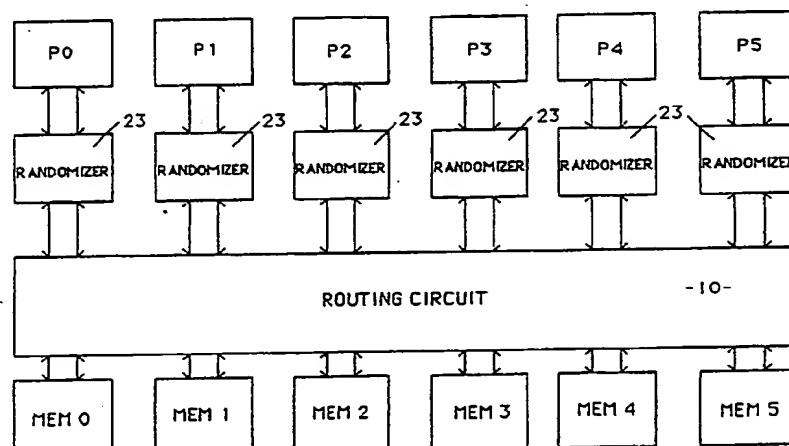 P0 P1 P2 P3 P4 P5
23 23 23 23 23
RANDOMIZER RANDOMIZER RANDOMIZER RANDOMIZER RANDOMIZER RANDOMIZER
ROUTING CIRCUIT -10-
MEM 0 MEM 1 MEM 2 MEM 3 MEM 4 MEM 5